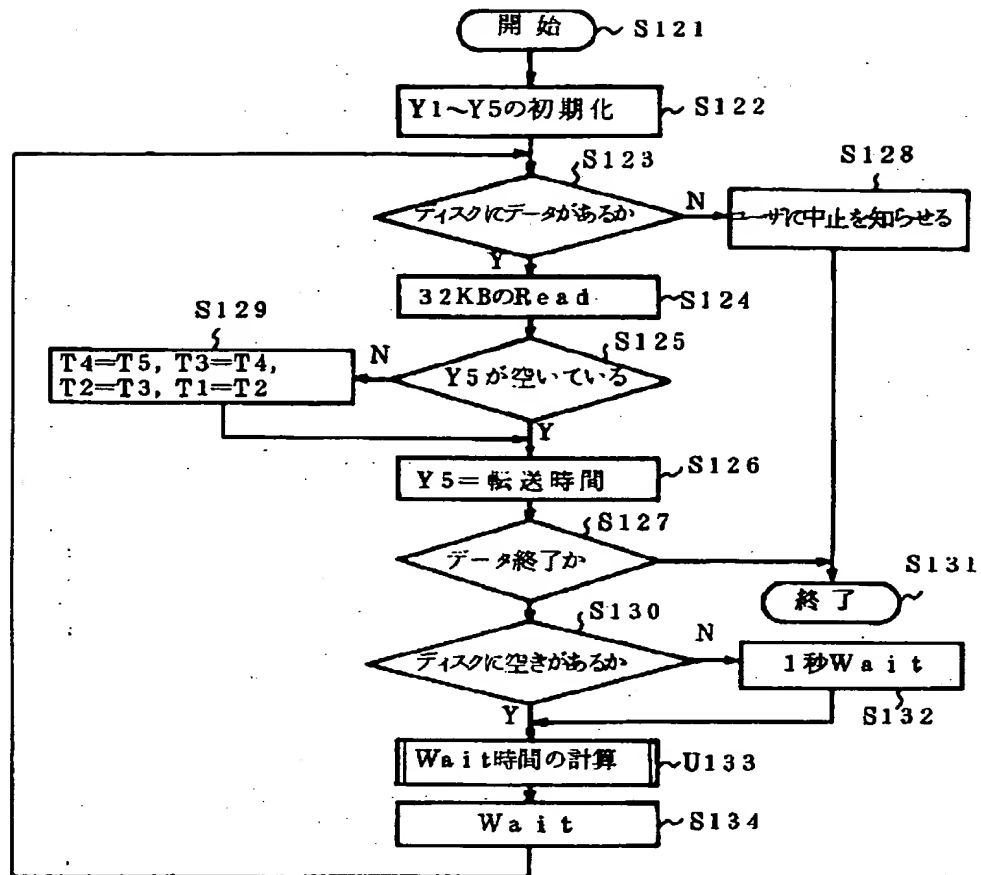 開始
S121
Y1～Y5の初期化
S122
S123
ディスクにデータがあるか
N
Y
S128
ユーザに中止を知らせる
32KBのRead
S124
S125
Y5が空いている
N
Y
S129
T4=T5, T3=T4,
T2=T3, T1=T2
Y5=転送時間
S126
S127
データ終了か
S131
終了
S130
ディスクに空きがあるか
N
Y
1秒Wait
S132
Wait時間の計算
U133
Wait
S134